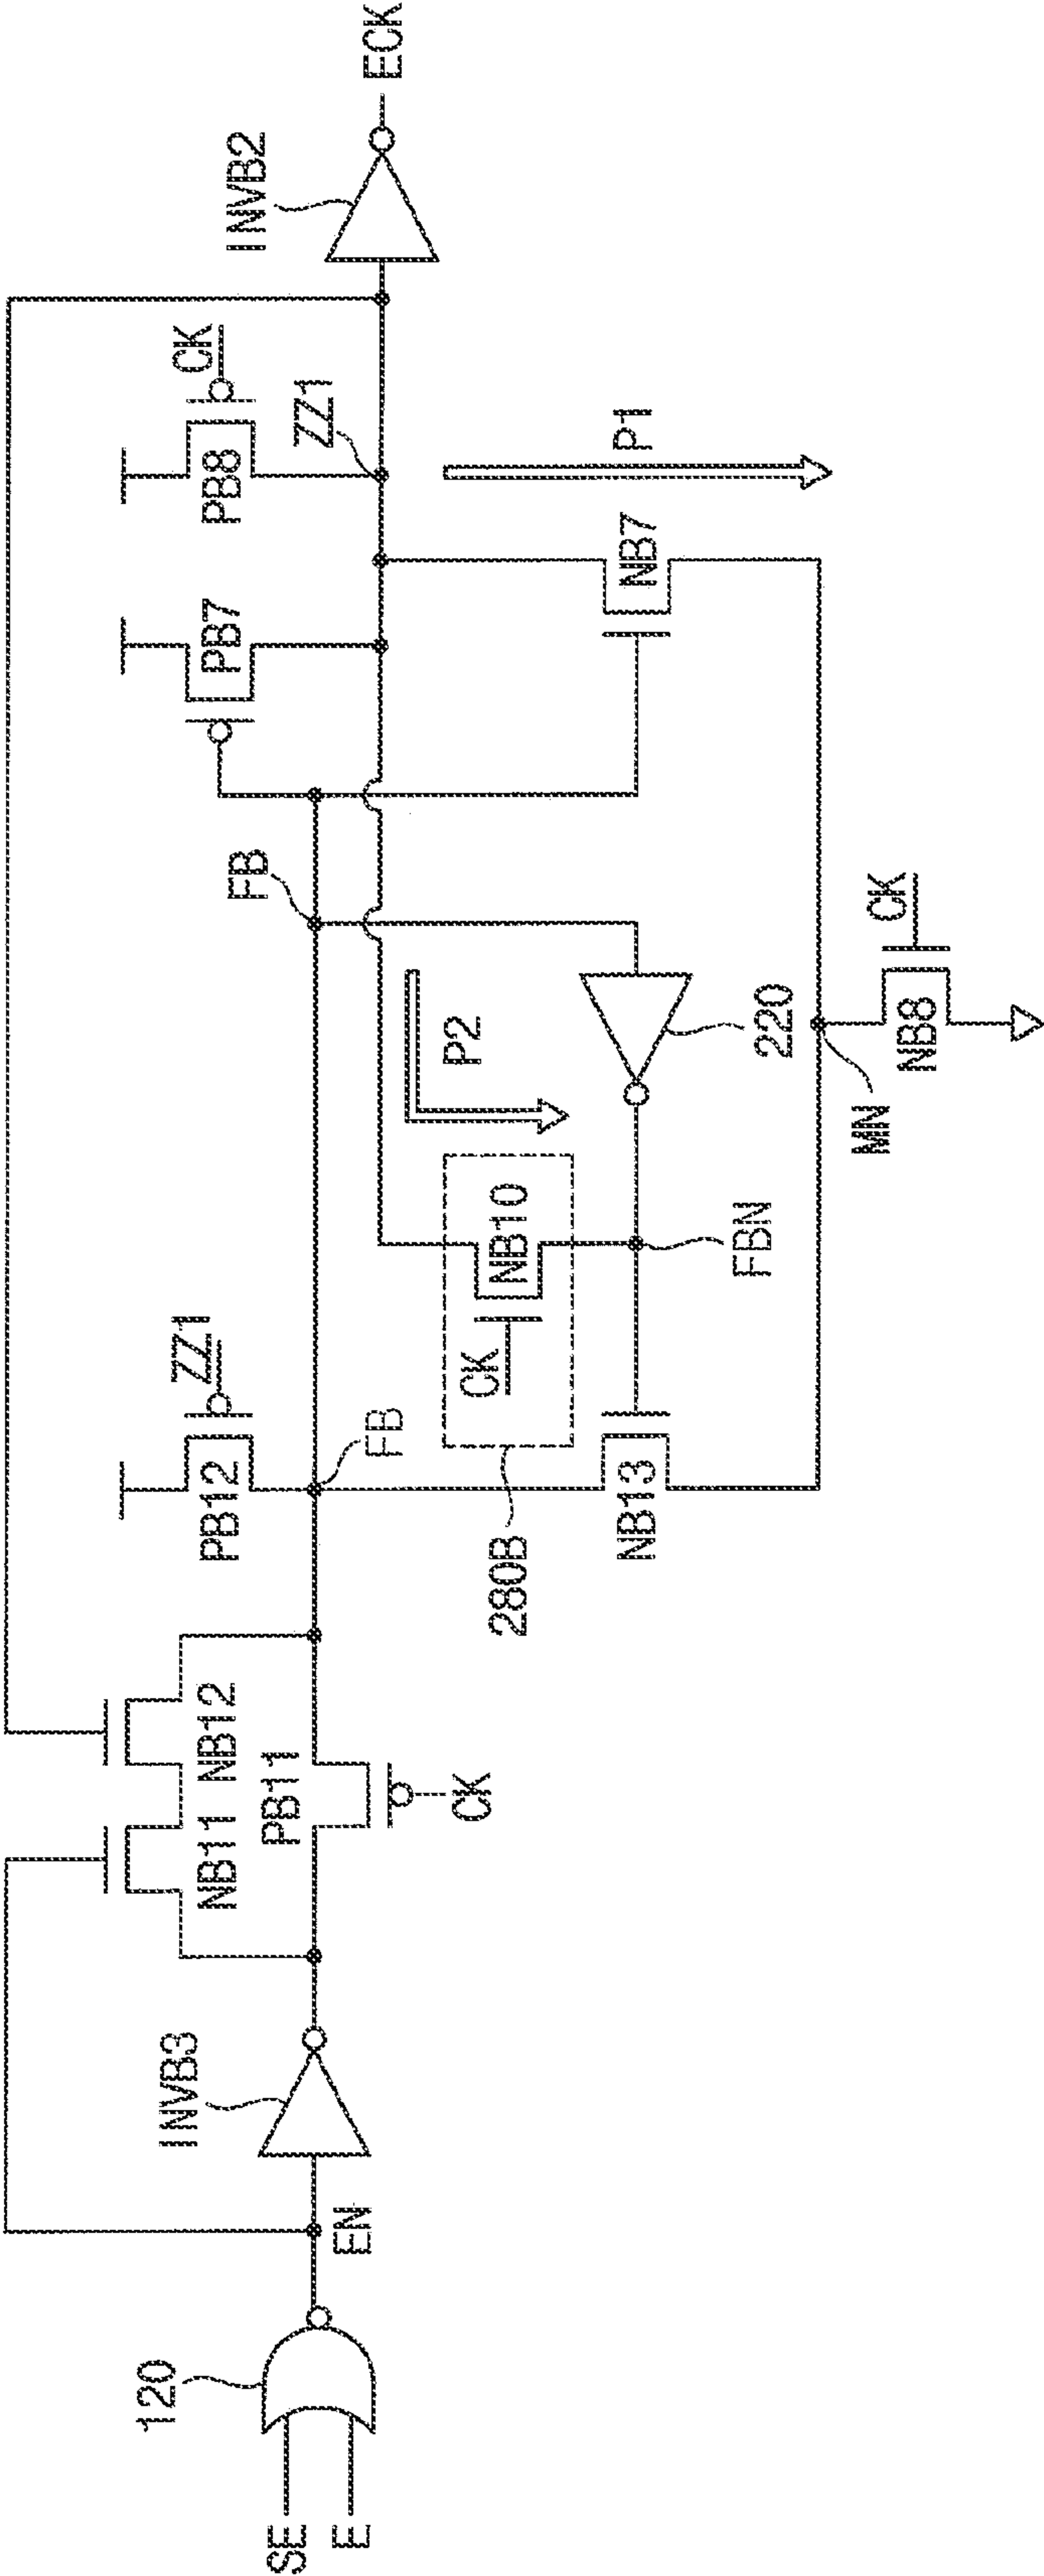 SE
E
120
EN
INVB3
NB11
NB12
PB11
CK
PB12
ZZ1
FB
280B
NB13
CK
NB10
FBN
P2
220
FB
MN
NB8
CK
PB7
NB7
P1
PB8
CK
ZZ1
INVB2
ECK